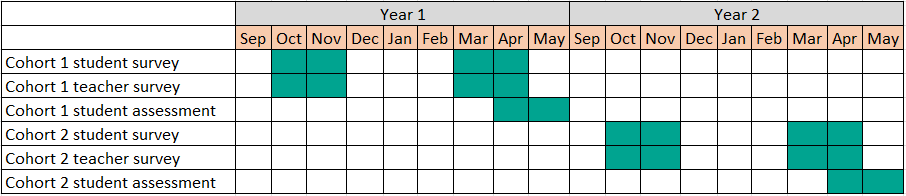 Year 1 Year 2
Sep Oct Nov Dec Jan Feb Mar Apr May Sep Oct Nov Dec Jan Feb Mar Apr May
Cohort 1 student survey
Cohort 1 teacher survey
Cohort 1 student assessment
Cohort 2 student survey
Cohort 2 teacher survey
Cohort 2 student assessment